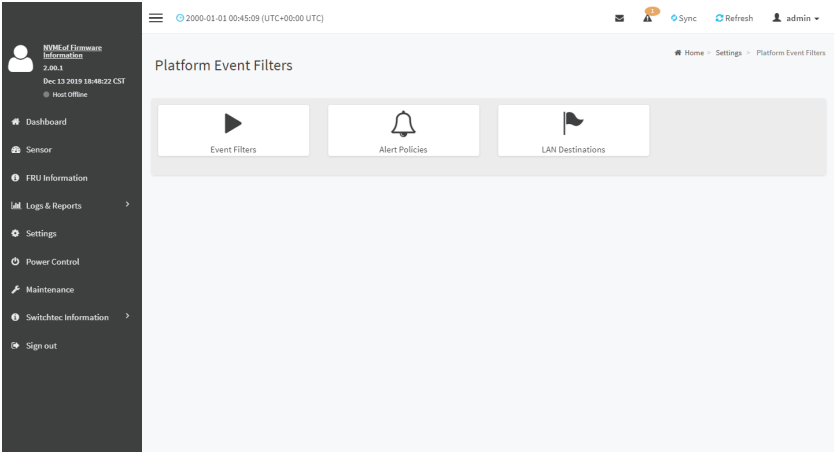 2000-01-01 00:45:09 (UTC+00:00 UTC)
1
Sync
Refresh
admin
NVMEof Firmware
Information
2.00.1
Dec 13 2019 18:48:22 CST
Host Offline
Dashboard
Sensor
FRU Information
Logs & Reports
Settings
Power Control
Maintenance
Switchtec Information
Sign out
Platform Event Filters
Home > Settings > Platform Event Filters
Event Filters
Alert Policies
LAN Destinations